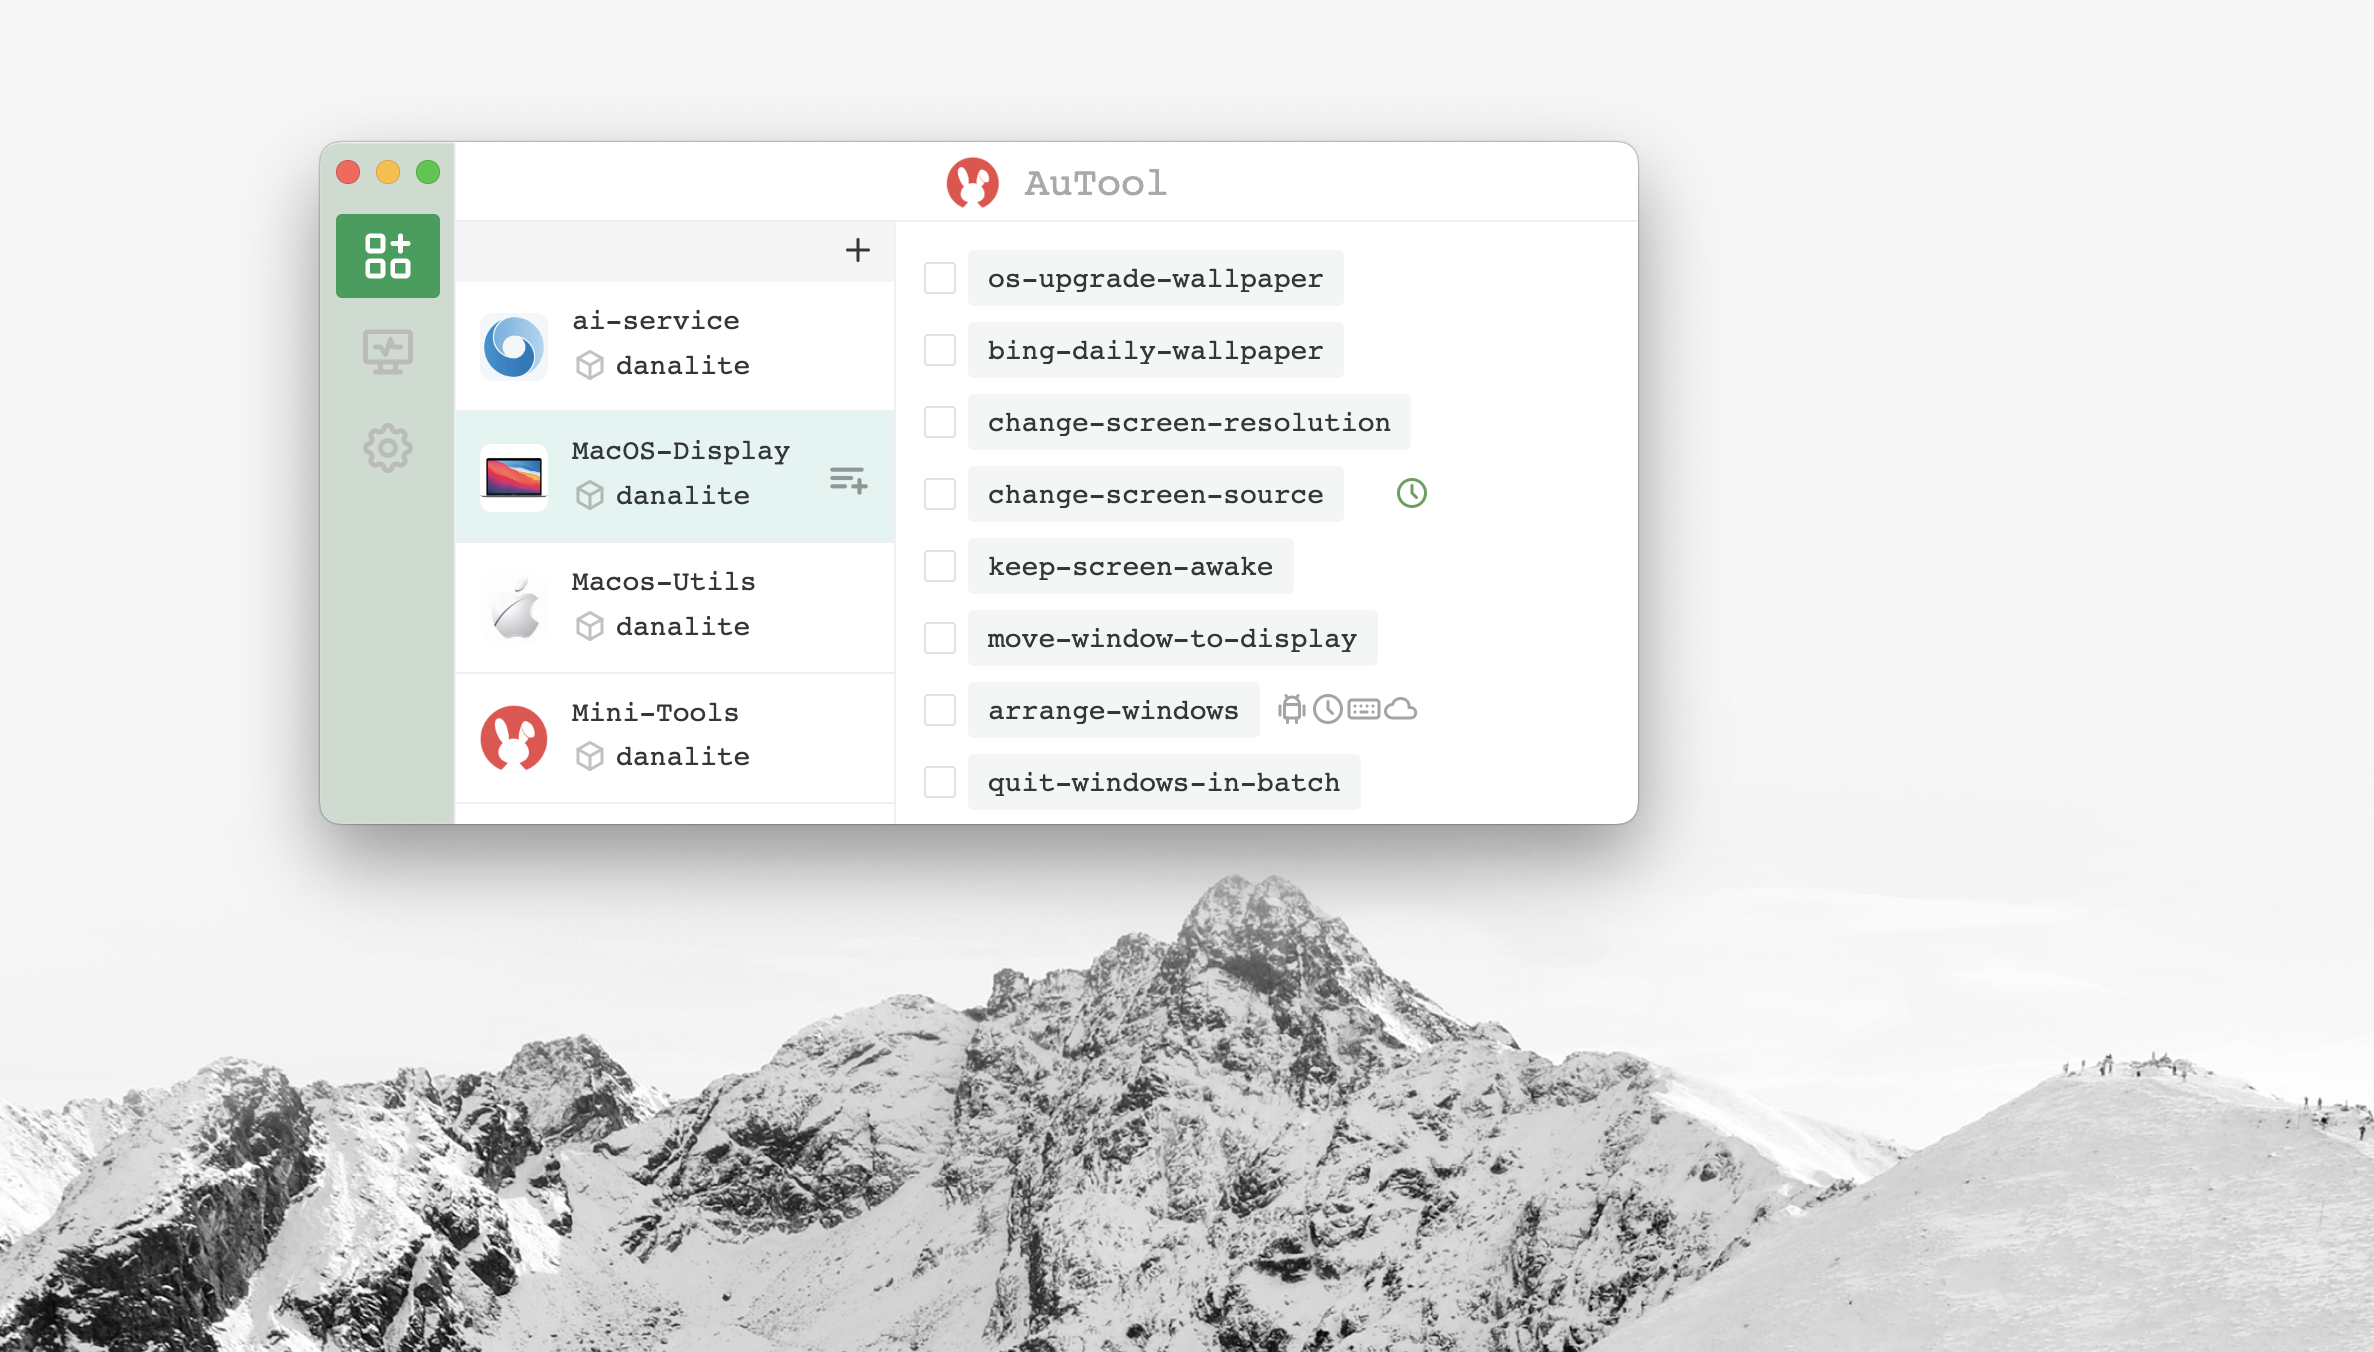 AuTool
ai-service
danalite
MacOS-Display
danalite
Macos-Utils
danalite
Mini-Tools
danalite
os-upgrade-wallpaper
bing-daily-wallpaper
change-screen-resolution
change-screen-source
keep-screen-awake
move-window-to-display
arrange-windows
quit-windows-in-batch